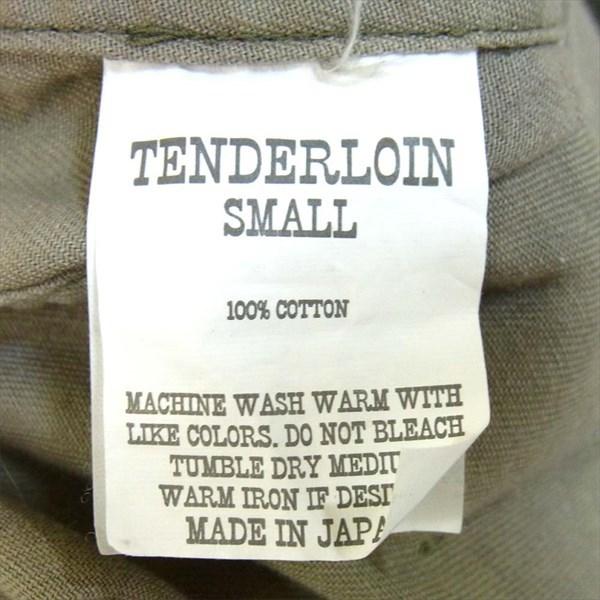 TENDERLOIN
SMALL
100% COTTON
MACHINE WASH WARM WITH
LIKE COLORS. DO NOT BLEACH
TUMBLE DRY MEDIU
WARM IRON IF DESI
MADE IN JAPA